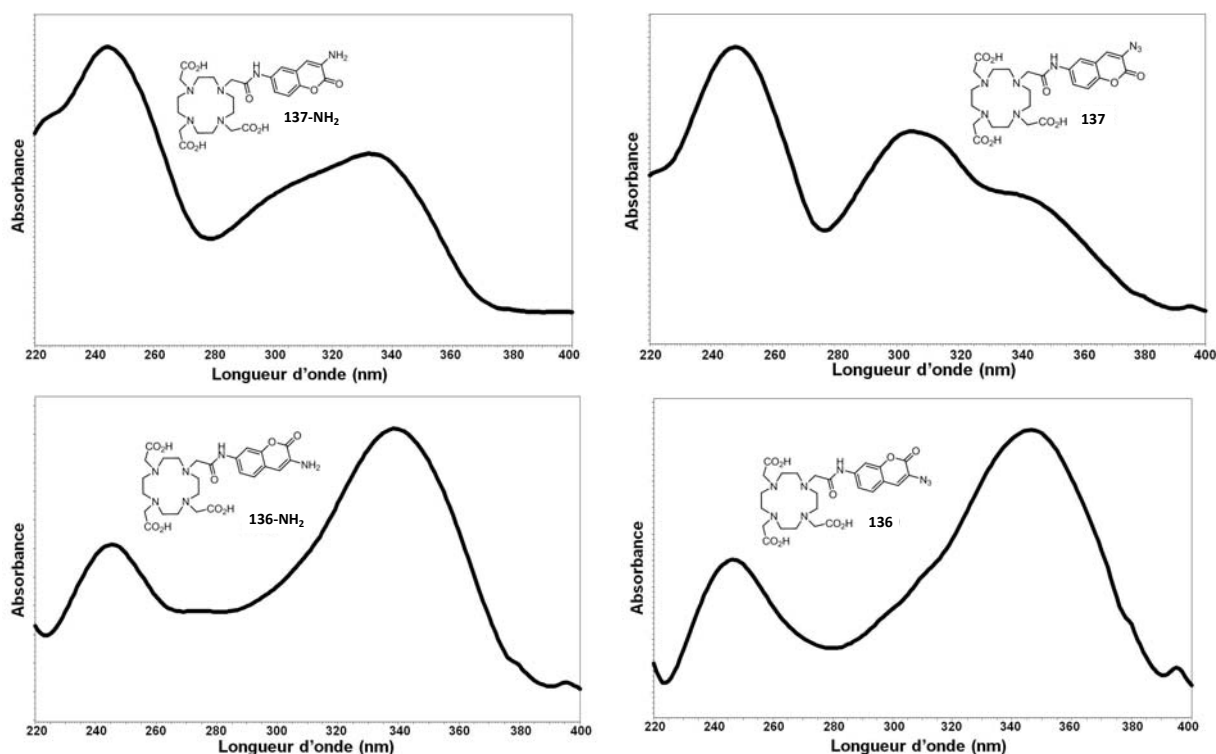 Absorbance
H NH₂
CO₂H N
N N O O O
137-NH₂
N N CO₂H
CO₂H
220 240 260 280 300 320 340 360 380 400
Longueur d'onde (nm)
Absorbance
H N₃
CO₂H N
N N O O O
137
N N CO₂H
CO₂H
220 240 260 280 300 320 340 360 380 400
Longueur d'onde (nm)
Absorbance
CO₂H H O O
N
N N O NH₂
136-NH₂
N N CO₂H
CO₂H
220 240 260 280 300 320 340 360 380 400
Longueur d'onde (nm)
Absorbance
CO₂H H O O
N
N N O N₃
136
N N CO₂H
CO₂H
220 240 260 280 300 320 340 360 380 400
Longueur d'onde (nm)